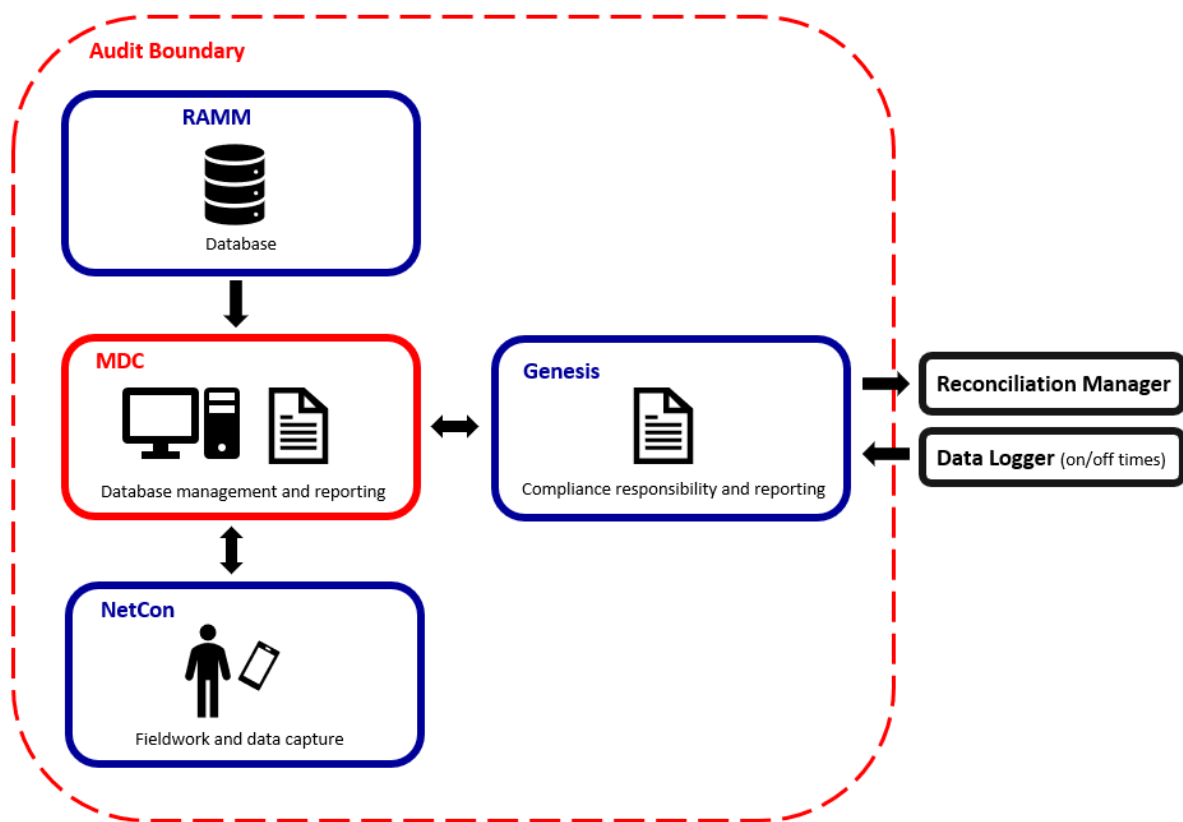 Audit Boundary
RAMM
Database
MDC
Database management and reporting
Genesis
Compliance responsibility and reporting
Reconciliation Manager
Data Logger (on/off times)
NetCon
Fieldwork and data capture